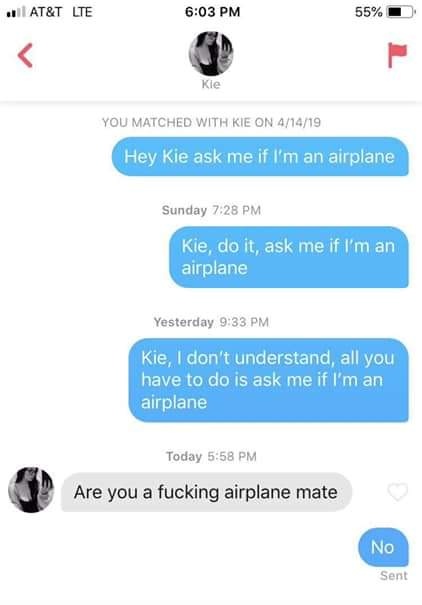 AT&T LTE 6:03 PM 55%
Kie
YOU MATCHED WITH KIE ON 4/14/19
Hey Kie ask me if I'm an airplane
Sunday 7:28 PM
Kie, do it, ask me if I'm an
airplane
Yesterday 9:33 PM
Kie, I don't understand, all you
have to do is ask me if I'm an
airplane
Today 5:58 PM
Are you a fucking airplane mate
No
Sent